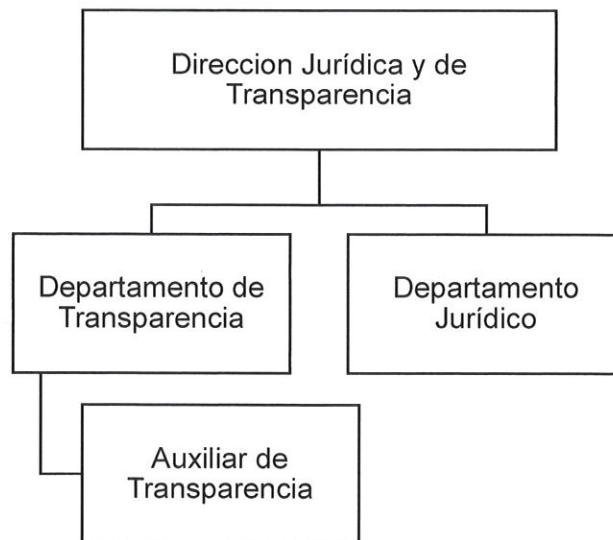 Direccion Jurídica y de
Transparencia
Departamento de
Transparencia
Departamento
Jurídico
Auxiliar de
Transparencia